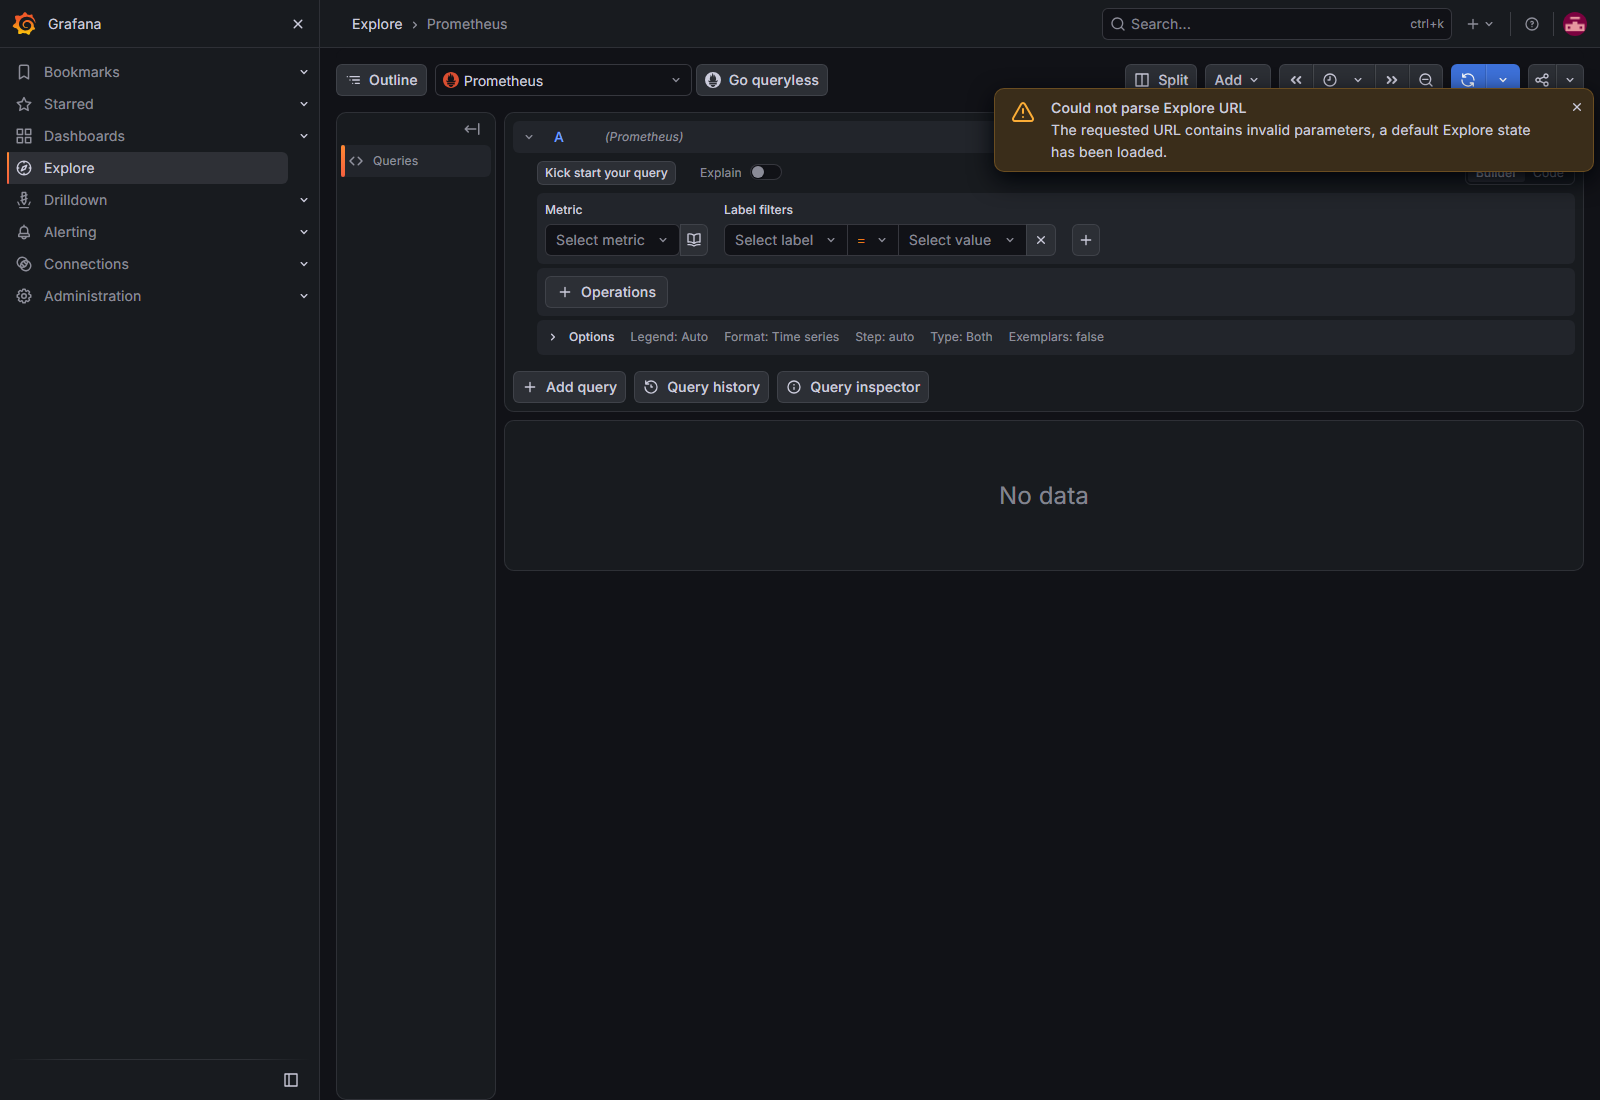 Grafana
Explore › Prometheus
Search...
ctrl+k
Bookmarks
Starred
Dashboards
Explore
Drilldown
Alerting
Connections
Administration
Outline
Prometheus
Go queryless
Split
Add
Could not parse Explore URL
The requested URL contains invalid parameters, a default Explore state
has been loaded.
Queries
A
(Prometheus)
Kick start your query
Explain
Builder
Code
Metric
Label filters
Select metric
Select label
=
Select value
Operations
Options
Legend: Auto
Format: Time series
Step: auto
Type: Both
Exemplars: false
Add query
Query history
Query inspector
No data